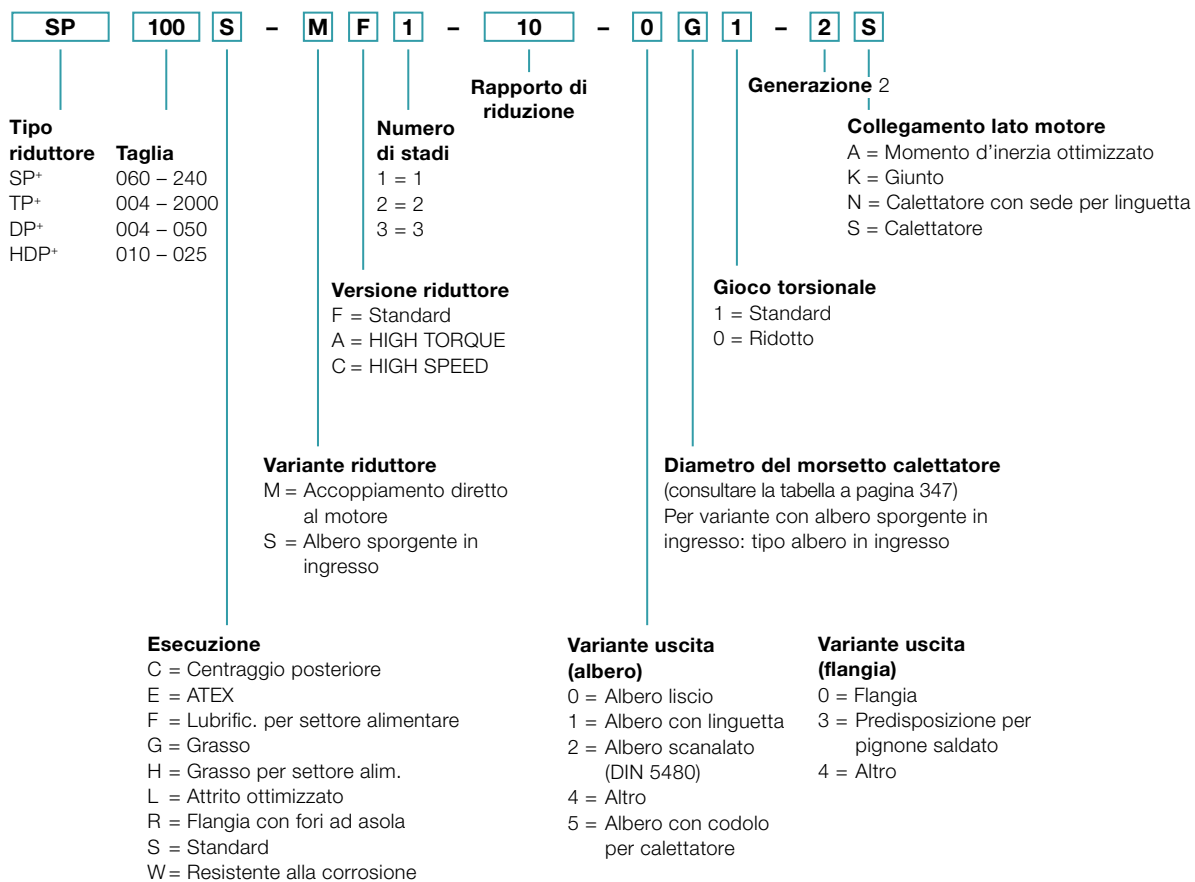 SP 100 S – M F 1 – 10 – 0 G 1 – 2 S
Rapporto di
riduzione
Generazione 2
Tipo
riduttore
SP+
TP+
DP+
HDP+
Taglia
060 – 240
004 – 2000
004 – 050
010 – 025
Numero
di stadi
1 = 1
2 = 2
3 = 3
Collegamento lato motore
A = Momento d'inerzia ottimizzato
K = Giunto
N = Calettatore con sede per linguetta
S = Calettatore
Versione riduttore
F = Standard
A = HIGH TORQUE
C = HIGH SPEED
Gioco torsionale
1 = Standard
0 = Ridotto
Variante riduttore
M = Accoppiamento diretto
al motore
S = Albero sporgente in
ingresso
Diametro del morsetto calettatore
(consultare la tabella a pagina 347)
Per variante con albero sporgente in
ingresso: tipo albero in ingresso
Esecuzione
C = Centraggio posteriore
E = ATEX
F = Lubrific. per settore alimentare
G = Grasso
H = Grasso per settore alim.
L = Attrito ottimizzato
R = Flangia con fori ad asola
S = Standard
W = Resistente alla corrosione
Variante uscita
(albero)
0 = Albero liscio
1 = Albero con linguetta
2 = Albero scanalato
(DIN 5480)
4 = Altro
5 = Albero con codolo
per calettatore
Variante uscita
(flangia)
0 = Flangia
3 = Predisposizione per
pignone saldato
4 = Altro